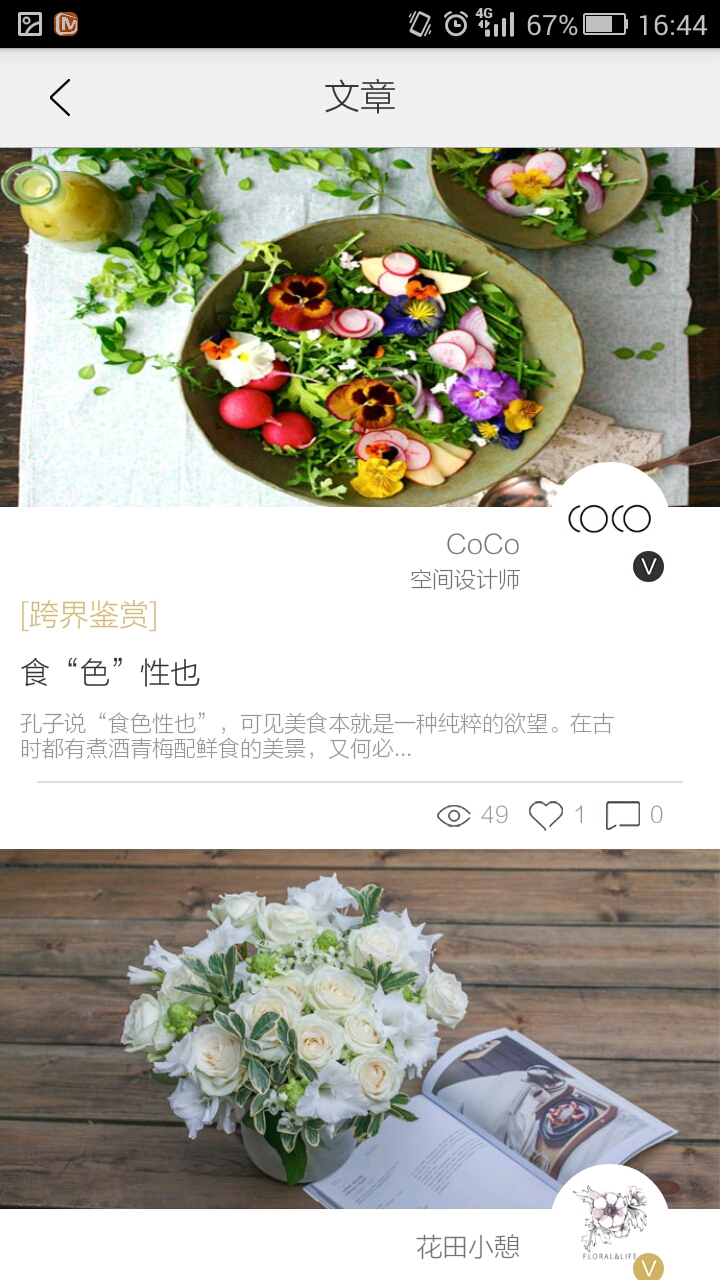 4G 67% 16:44
文章
COCO
CoCo
V
空间设计师
[跨界鉴赏]
食“色”性也
孔子说“食色性也”，可见美食本就是一种纯粹的欲望。在古
时都有煮酒青梅配鲜食的美景，又何必...
49 1 0
花田小憩
FLORAL&LIFE
V